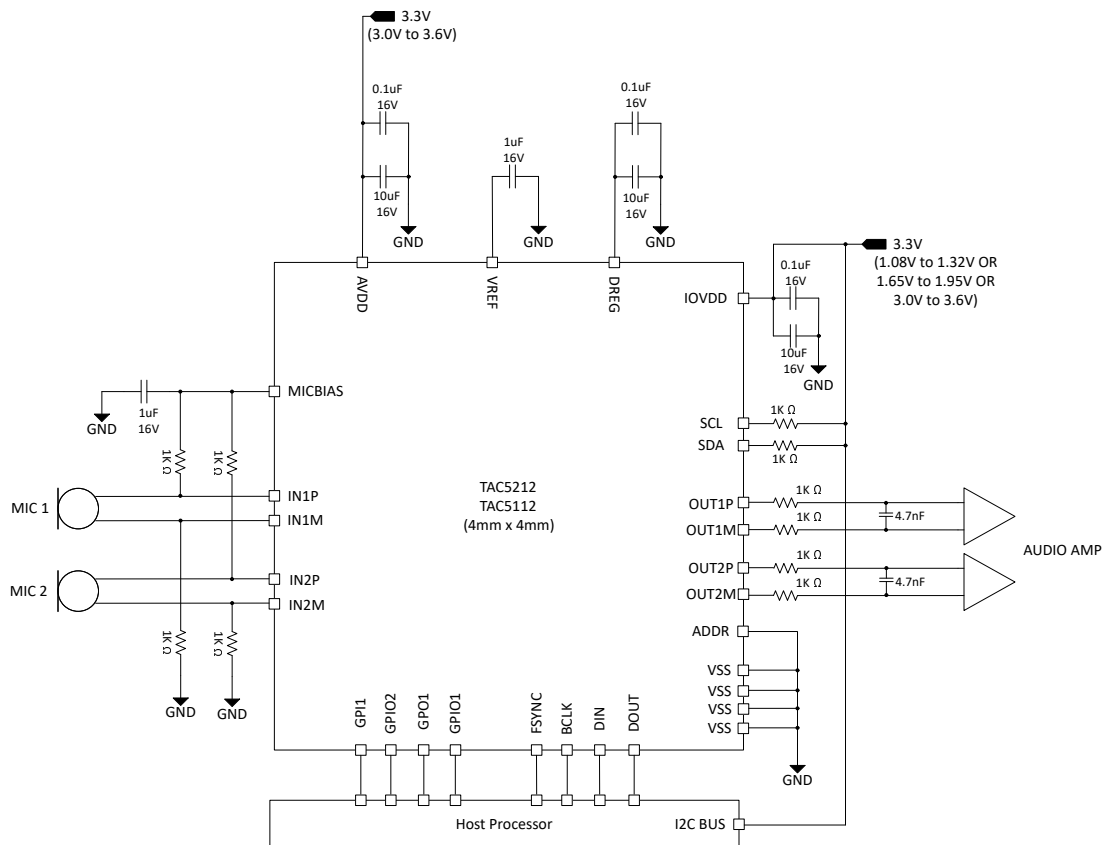 3.3V
(3.0V to 3.6V)
0.1uF
16V
10uF
16V
GND
1uF
16V
GND
0.1uF
16V
10uF
16V
GND
3.3V
(1.08V to 1.32V OR
1.65V to 1.95V OR
3.0V to 3.6V)
0.1uF
16V
10uF
16V
GND
AVDD
VREF
DREG
IOVDD
MICBIAS
1uF
16V
GND
1K Ω
1K Ω
MIC 1
IN1P
IN1M
MIC 2
IN2P
IN2M
1K Ω
1K Ω
GND
GND
TAC5212
TAC5112
(4mm x 4mm)
SCL
1K Ω
SDA
1K Ω
OUT1P
1K Ω
OUT1M
1K Ω
4.7nF
OUT2P
1K Ω
OUT2M
1K Ω
4.7nF
AUDIO AMP
ADDR
VSS
VSS
VSS
VSS
GND
GPI1
GPIO2
GPO1
GPIO1
FSYNC
BCLK
DIN
DOUT
Host Processor
I2C BUS